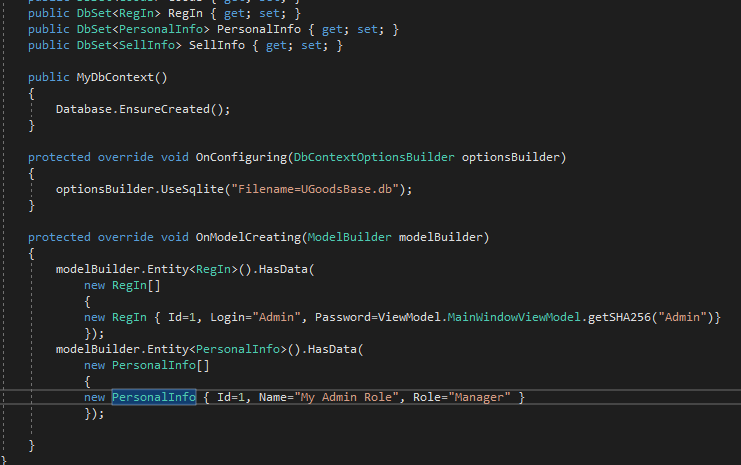 public DbSet<RegIn> RegIn { get; set; }
public DbSet<PersonalInfo> PersonalInfo { get; set; }
public DbSet<SellInfo> SellInfo { get; set; }
public MyDbContext()
{
Database.EnsureCreated();
}
protected override void OnConfiguring(DbContextOptionsBuilder optionsBuilder)
{
optionsBuilder.UseSqlite("Filename=UGoodsBase.db");
}
protected override void OnModelCreating(ModelBuilder modelBuilder)
{
modelBuilder.Entity<RegIn>().HasData(
new RegIn[]
{
new RegIn { Id=1, Login="Admin", Password=ViewModel.MainWindowViewModel.getSHA256("Admin")}
});
modelBuilder.Entity<PersonalInfo>().HasData(
new PersonalInfo[]
{
new PersonalInfo { Id=1, Name="My Admin Role", Role="Manager" }
});
}
}